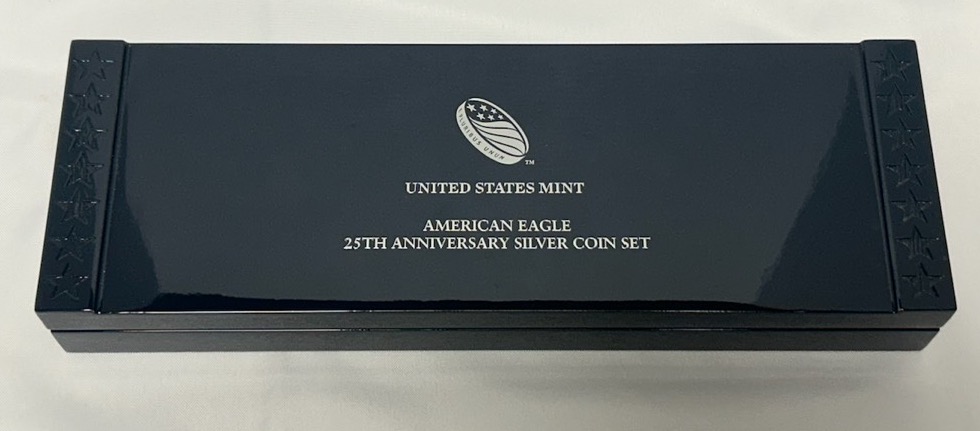 E PLURIBUS UNUM
TM
UNITED STATES MINT
AMERICAN EAGLE
25TH ANNIVERSARY SILVER COIN SET